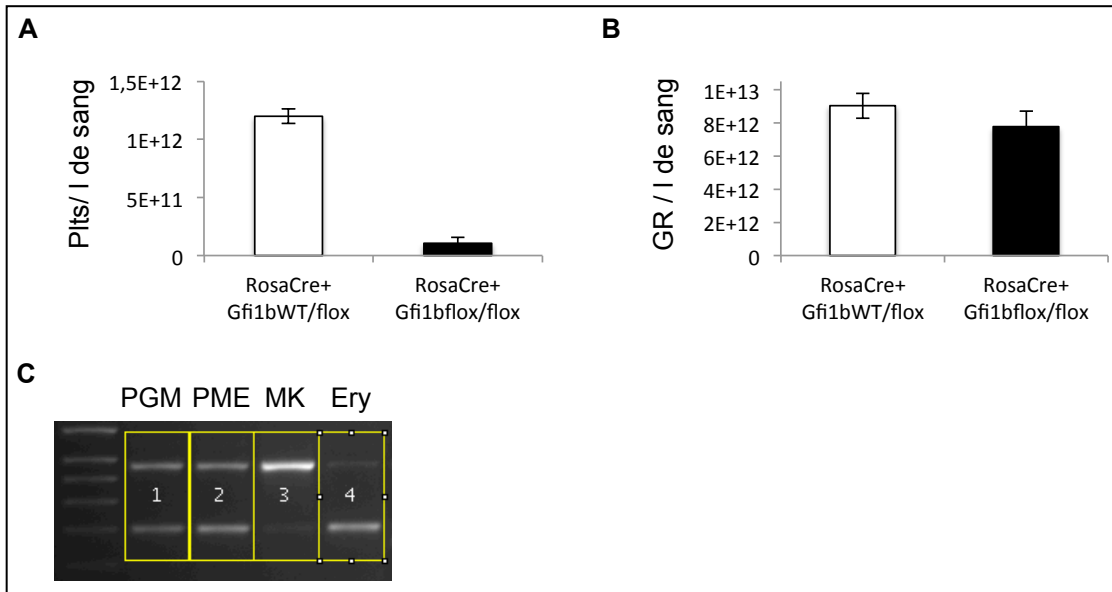 A
Plts/ l de sang
1,5E+12
1E+12
5E+11
0
RosaCre+
Gfi1bWT/flox
RosaCre+
Gfi1bflox/flox
B
GR / l de sang
1E+13
8E+12
6E+12
4E+12
2E+12
0
RosaCre+
Gfi1bWT/flox
RosaCre+
Gfi1bflox/flox
C
PGM PME MK Ery
1 2 3 4